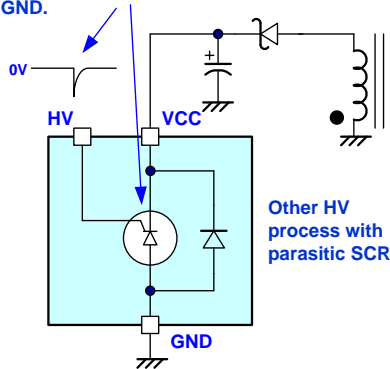 GND.
0V
HV
VCC
Other HV
process with
parasitic SCR
GND